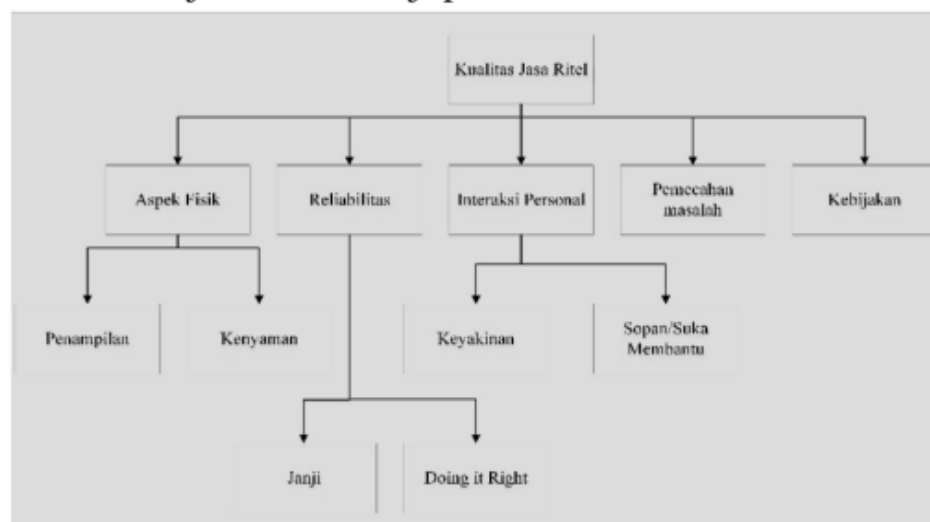 Kualitas Jasa Ritel
Aspek Fisik
Reliabilitas
Interaksi Personal
Pemecahan
masalah
Kebijakan
Penampilan
Kenyaman
Keyakinan
Sopan/Suka
Membantu
Janji
Doing it Right